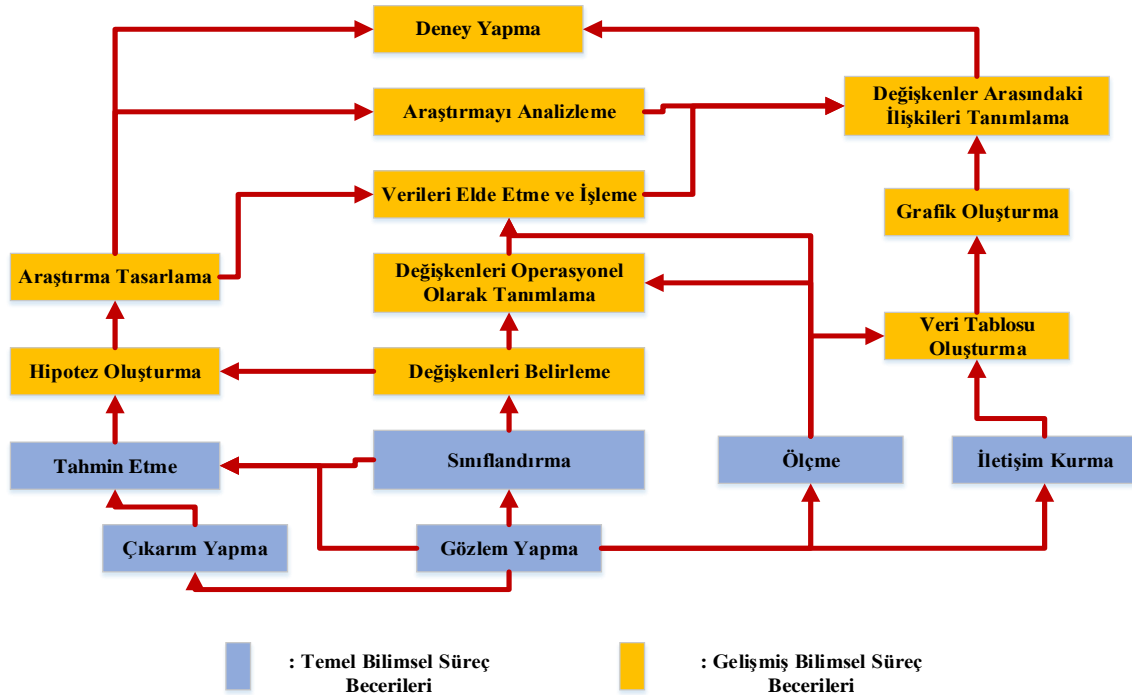 Deney Yapma
Araştırmayı Analizleme
Değişkenler Arasındaki
İlişkileri Tanımlama
Verileri Elde Etme ve İşleme
Grafik Oluşturma
Araştırma Tasarlama
Değişkenleri Operasyonel
Olarak Tanımlama
Veri Tablosu
Oluşturma
Hipotez Oluşturma
Değişkenleri Belirleme
Tahmin Etme
Sınıflandırma
Ölçme
İletişim Kurma
Çıkarım Yapma
Gözlem Yapma
: Temel Bilimsel Süreç
Becerileri
: Gelişmiş Bilimsel Süreç
Becerileri